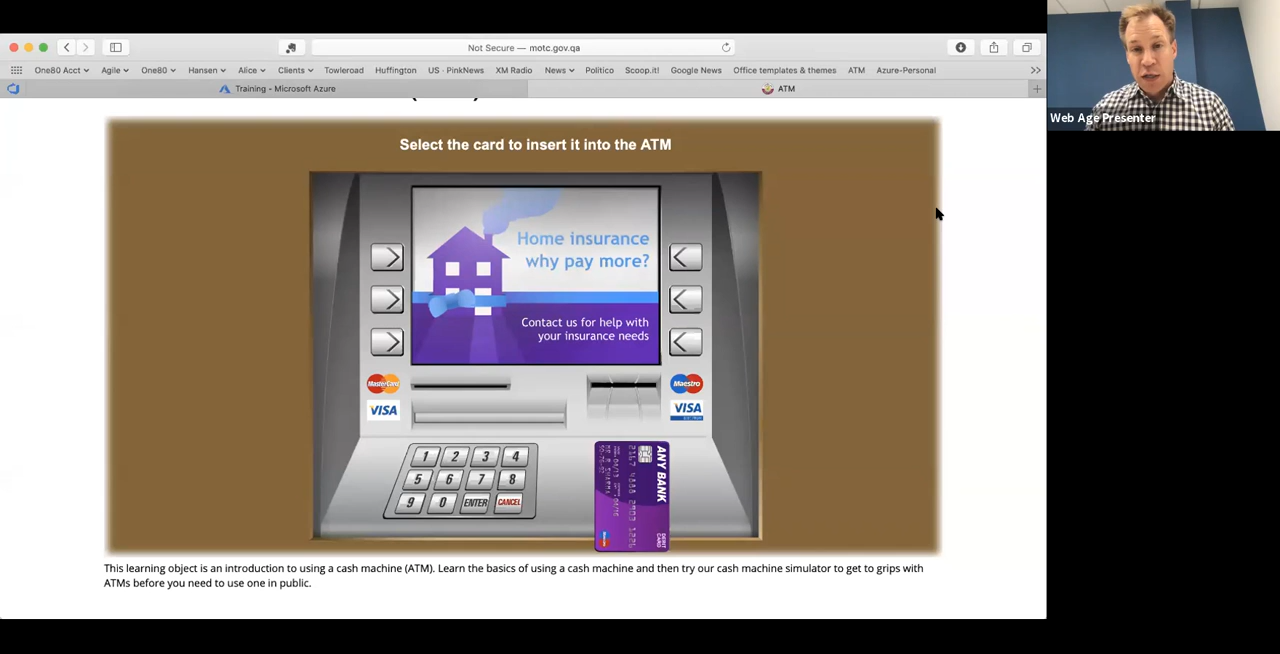 Not Secure — motc.gov.qa
One80 Acct Agile One80 Hansen Alice Clients Towleroad Huffington US · PinkNews XM Radio News Politico Scoop.it! Google News Office templates & themes ATM Azure-Personal
Training - Microsoft Azure
ATM
Web Age Presenter
Select the card to insert it into the ATM
Home insurance
why pay more?
Contact us for help with
your insurance needs
MasterCard
Maestro
VISA
VISA
1 2 3 4
5 6 7 8
9 0 ENTER CANCEL
ANY BANK
DEBIT
CARD
This learning object is an introduction to using a cash machine (ATM). Learn the basics of using a cash machine and then try our cash machine simulator to get to grips with
ATMs before you need to use one in public.